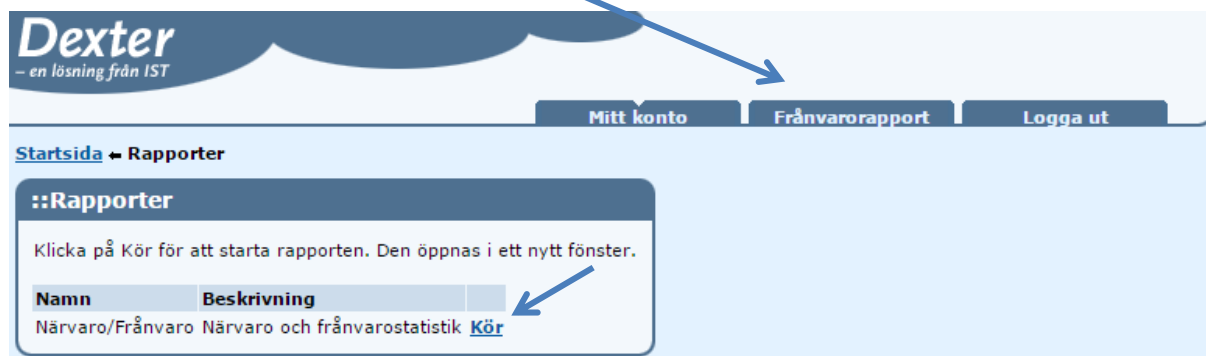 Dexter
– en lösning från IST
Mitt konto Frånvarorapport Logga ut
Startsida ⬅ Rapporter
::Rapporter
Klicka på Kör för att starta rapporten. Den öppnas i ett nytt fönster.
Namn Beskrivning
Närvaro/Frånvaro Närvaro och frånvarostatistik Kör